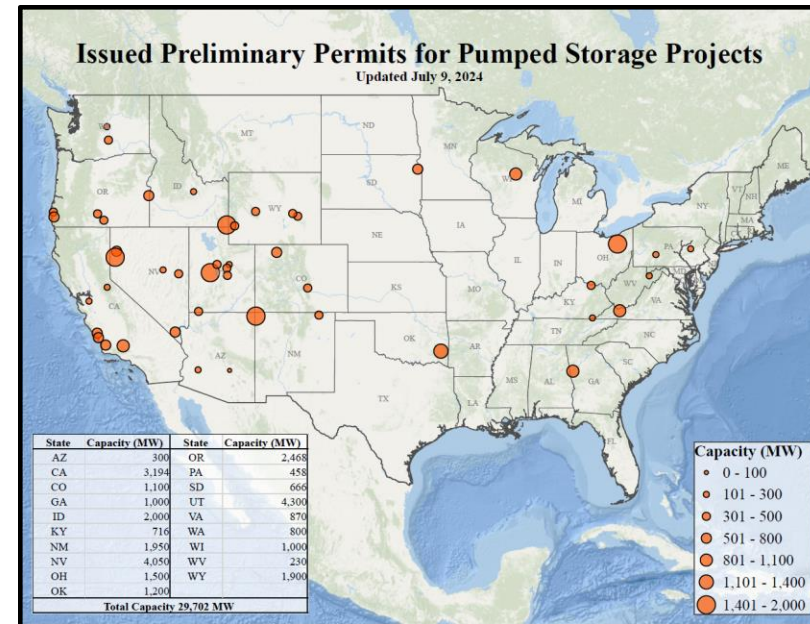 Issued Preliminary Permits for Pumped Storage Projects
Updated July 9, 2024
ND
MT
MN
ME
OR
ID
SD
WI
MI
VT
NH
NY
MA
WY
IA
NE
PA
NV
IL
IN
OH
CO
WV
CA
KS
MO
KY
VA
TN
NC
OK
AZ
NM
AR
SC
MS
AL
GA
TX
LA
FL
State Capacity (MW) State Capacity (MW)
AZ 300 OR 2,468
CA 3,194 PA 458
CO 1,100 SD 666
GA 1,000 UT 4,300
ID 2,000 VA 870
KY 716 WA 800
NM 1,950 WI 1,000
NV 4,050 WV 230
OH 1,500 WY 1,900
OK 1,200
Total Capacity 29,702 MW
Capacity (MW)
0 - 100
101 - 300
301 - 500
501 - 800
801 - 1,100
1,101 - 1,400
1,401 - 2,000